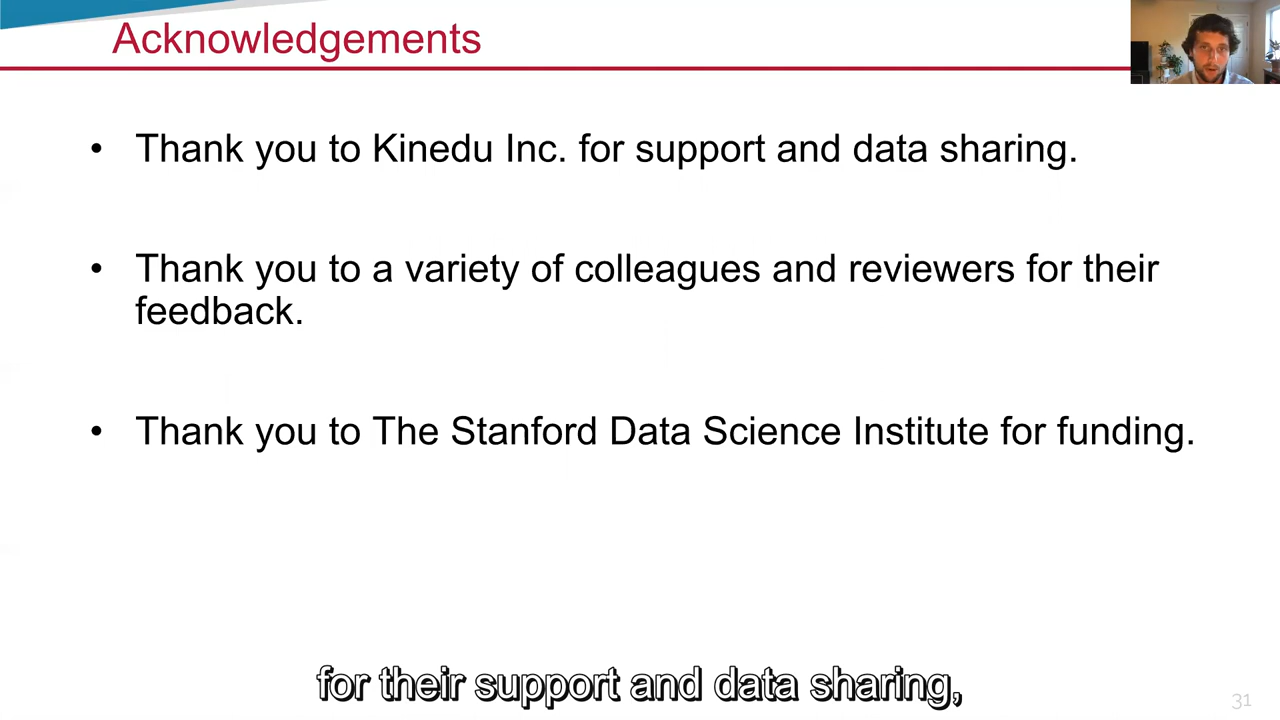 Acknowledgements
• Thank you to Kinedu Inc. for support and data sharing.
• Thank you to a variety of colleagues and reviewers for their
feedback.
• Thank you to The Stanford Data Science Institute for funding.
for their support and data sharing,
31